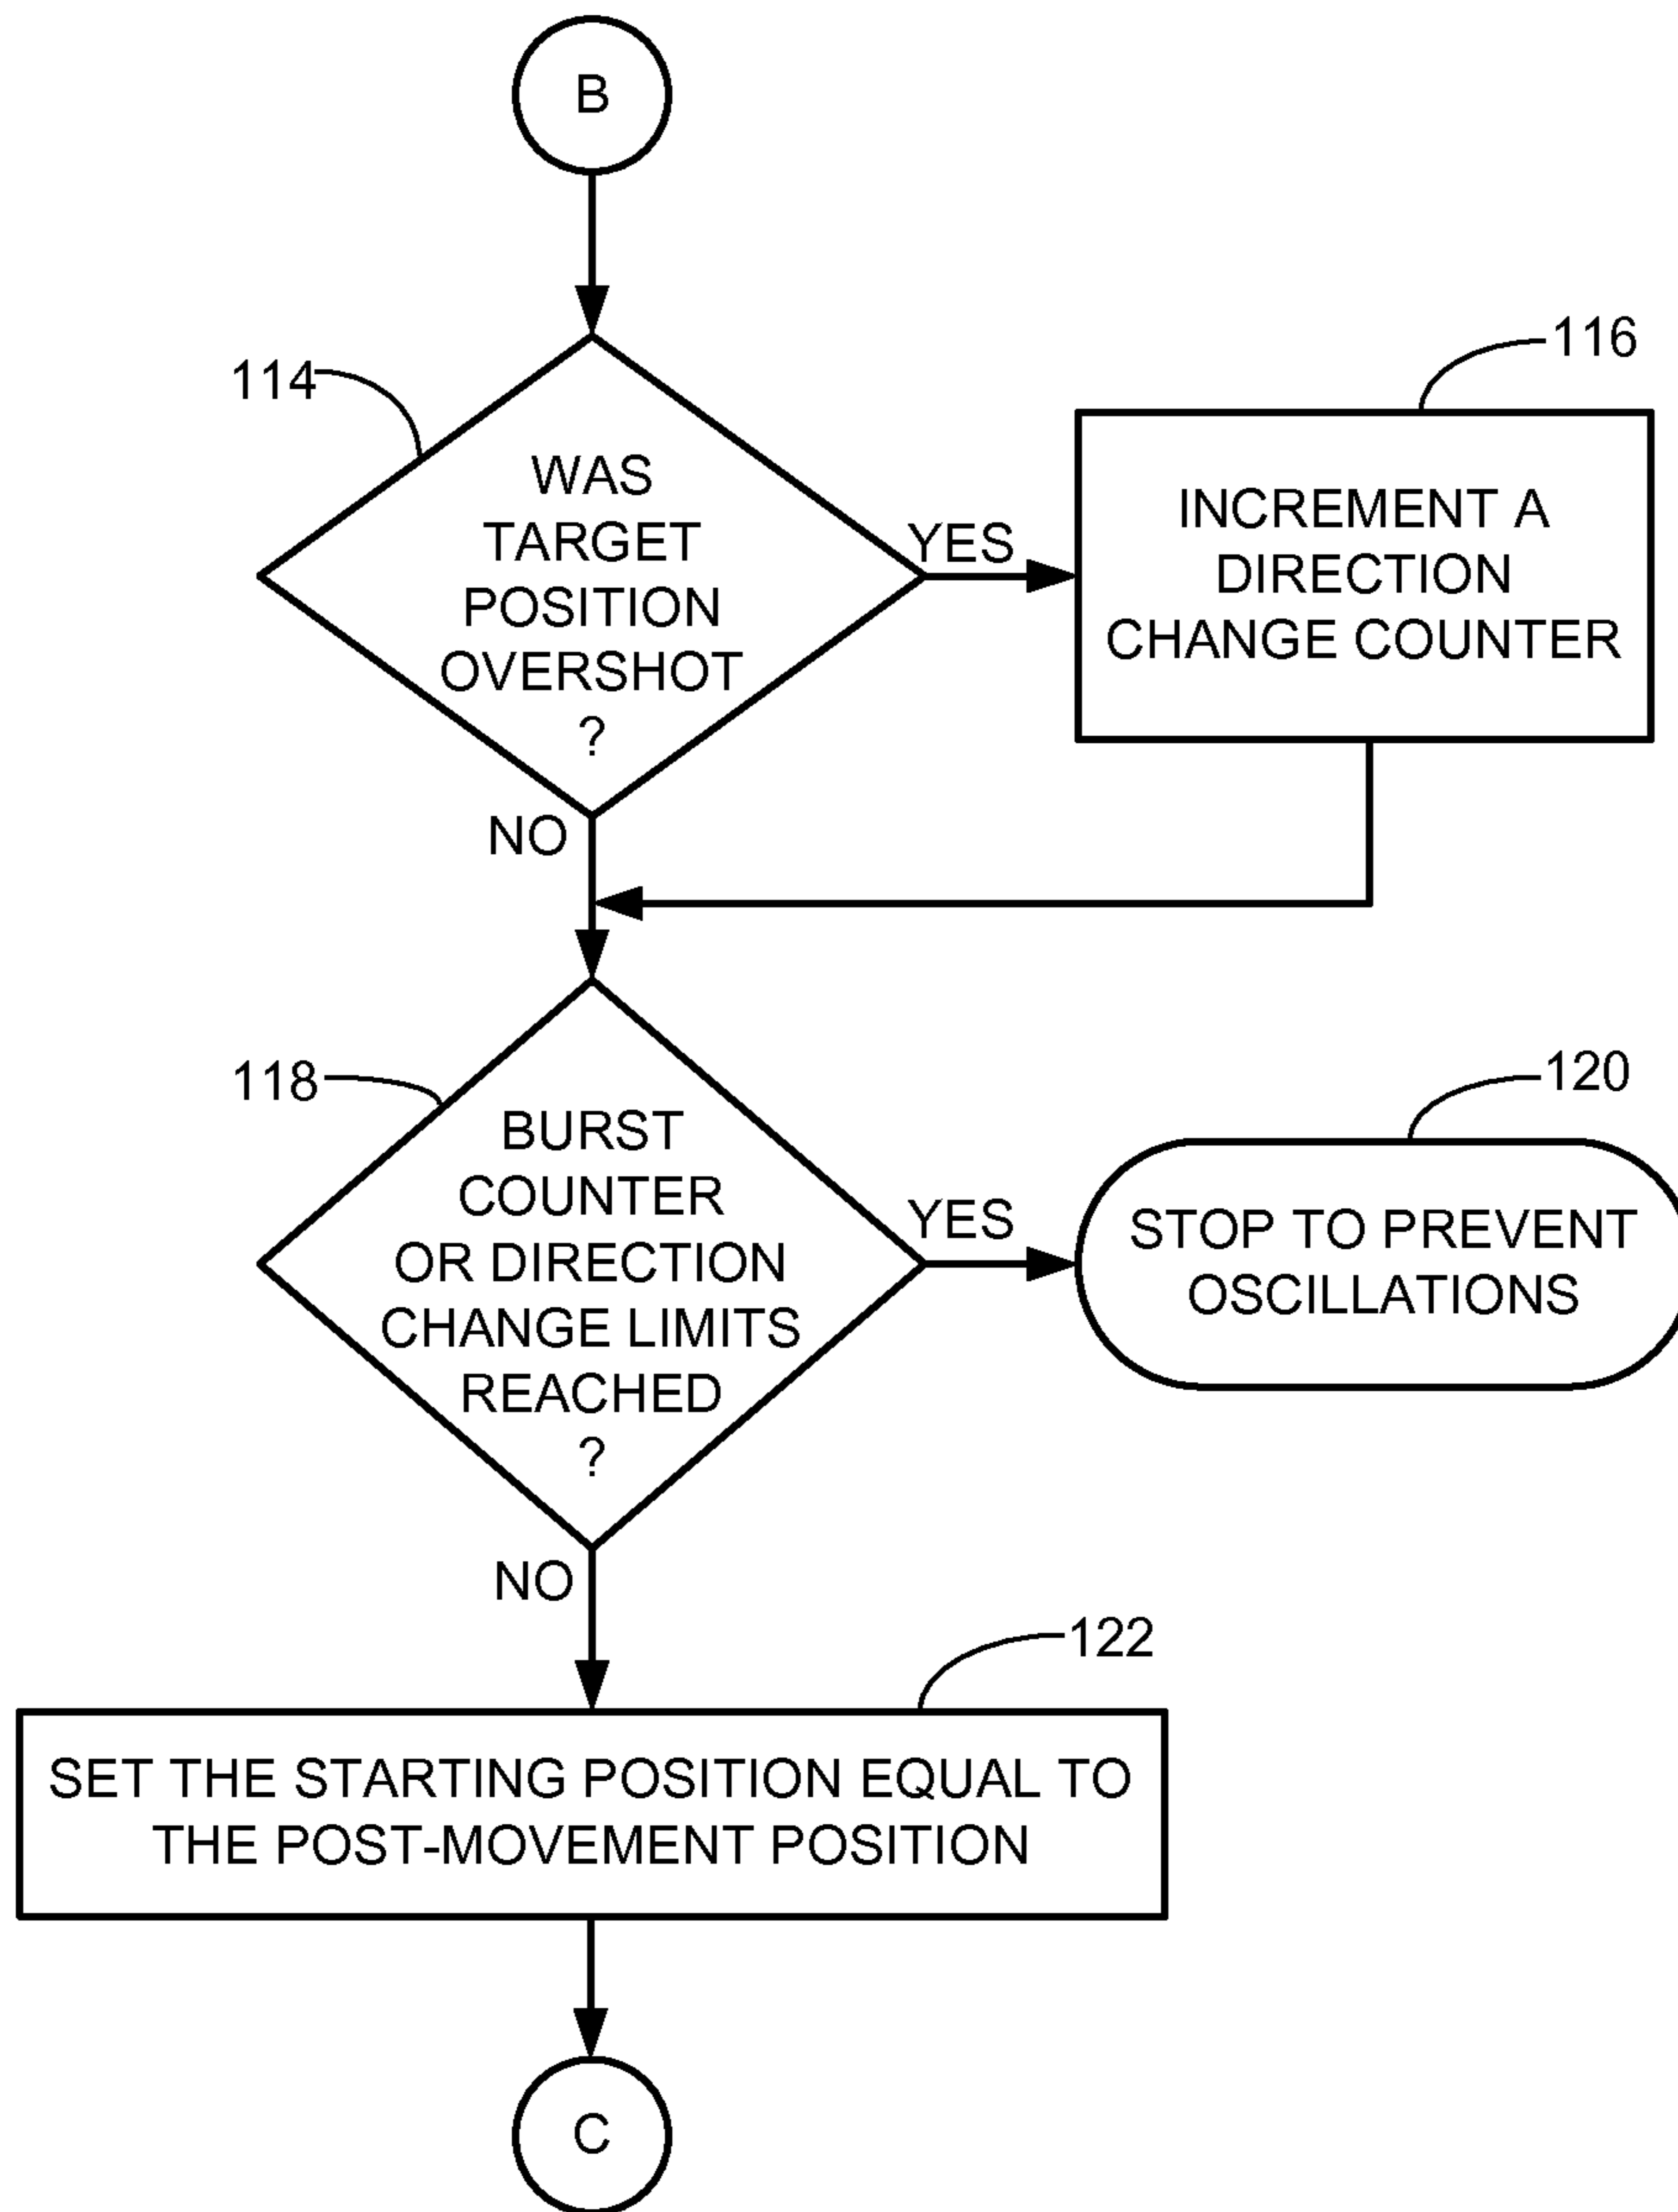 B
114
WAS
TARGET
POSITION
OVERSHOT
?
YES
116
INCREMENT A
DIRECTION
CHANGE COUNTER
NO
118
BURST
COUNTER
OR DIRECTION
CHANGE LIMITS
REACHED
?
YES
120
STOP TO PREVENT
OSCILLATIONS
NO
122
SET THE STARTING POSITION EQUAL TO
THE POST-MOVEMENT POSITION
C